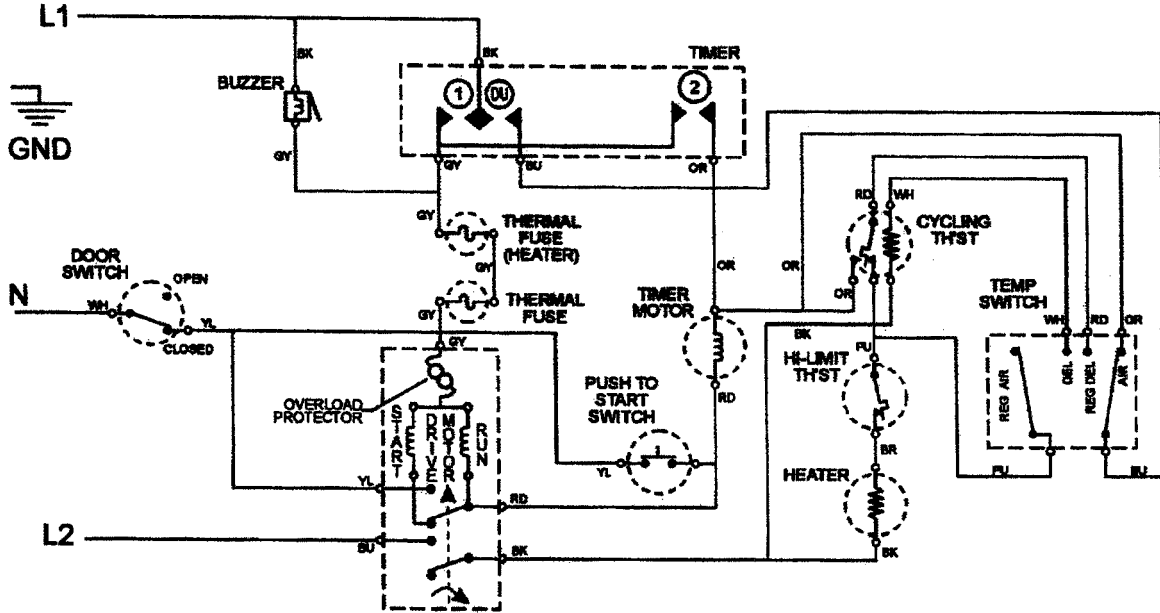 L1
BK
BUZZER
BK
TIMER
1
DU
2
GND
GY
GY
BU
OR
GY
THERMAL
FUSE
(HEATER)
RD
WH
CYCLING
TH'ST
DOOR
SWITCH
OPEN
GY
OR
OR
N
WH
YL
CLOSED
GY
THERMAL
FUSE
TIMER
MOTOR
OR
TEMP
SWITCH
GY
BK
PU
WH
RD
OR
OVERLOAD
PROTECTOR
PUSH TO
START
SWITCH
RD
HI-LIMIT
TH'ST
REG AIR
DEL
REG DEL
AIR
START
DRIVE
MOTOR
RUN
YL
BR
PU
BU
YL
RD
HEATER
L2
BU
BK
BK